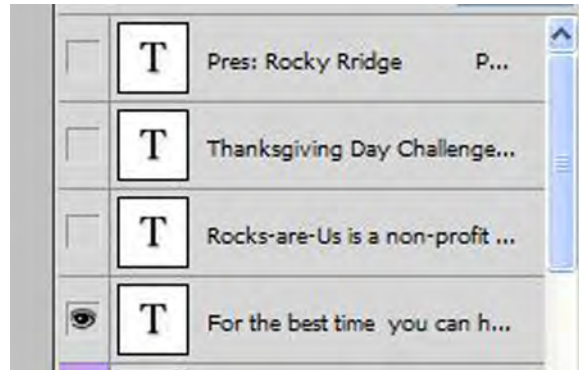 T Pres: Rocky Rridge P...
T Thanksgiving Day Challenge...
T Rocks-are-Us is a non-profit ...
T For the best time you can h...